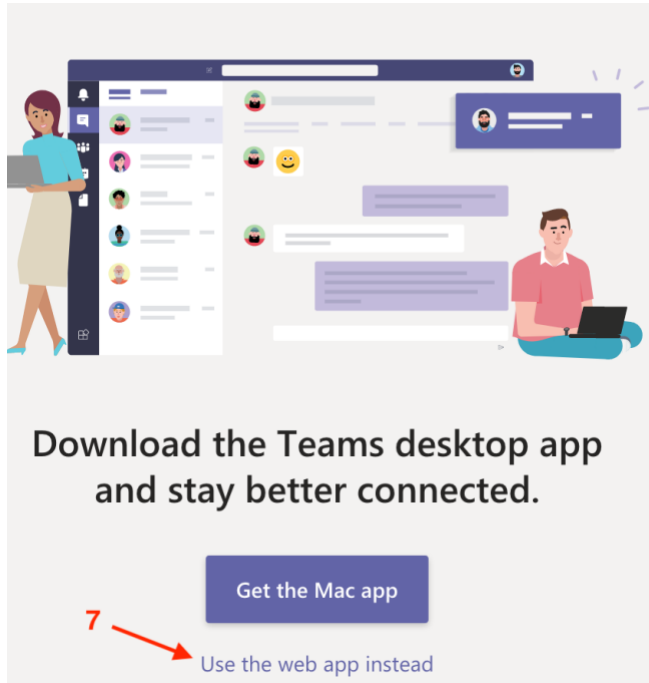 Download the Teams desktop app
and stay better connected.
Get the Mac app
7
Use the web app instead